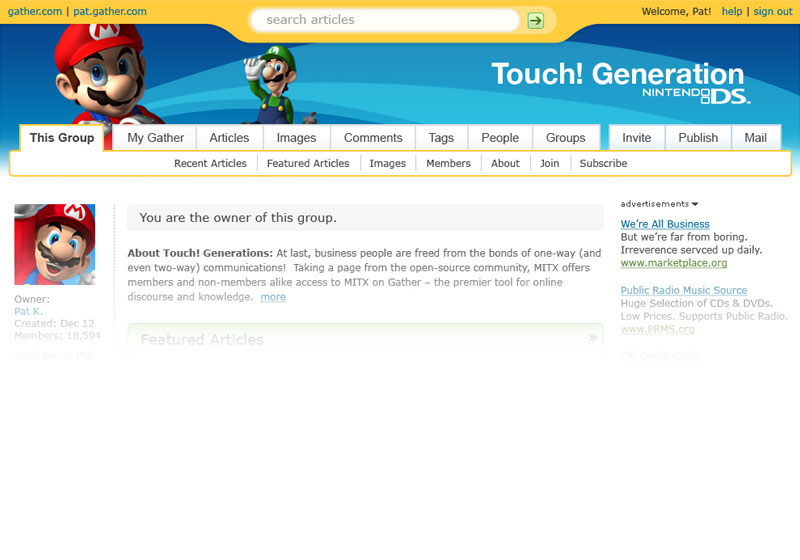 gather.com | pat.gather.com
search articles
Welcome, Pat! help | sign out
Touch! Generation
NINTENDO DS™
This Group My Gather Articles Images Comments Tags People Groups Invite Publish Mail
Recent Articles Featured Articles Images Members About Join Subscribe
You are the owner of this group.
About Touch! Generations: At last, business people are freed from the bonds of one-way (and
even two-way) communications! Taking a page from the open-source community, MITX offers
members and non-members alike access to MITX on Gather – the premier tool for online
discourse and knowledge. more
Featured Articles »
Owner:
Pat K.
Created: Dec 12
Members: 18,594
Send Group Mail
advertisements
We're All Business
But we're far from boring.
Irreverence servced up daily.
www.marketplace.org
Public Radio Music Source
Huge Selection of CDs & DVDs.
Low Prices. Supports Public Radio.
www.PRMS.org